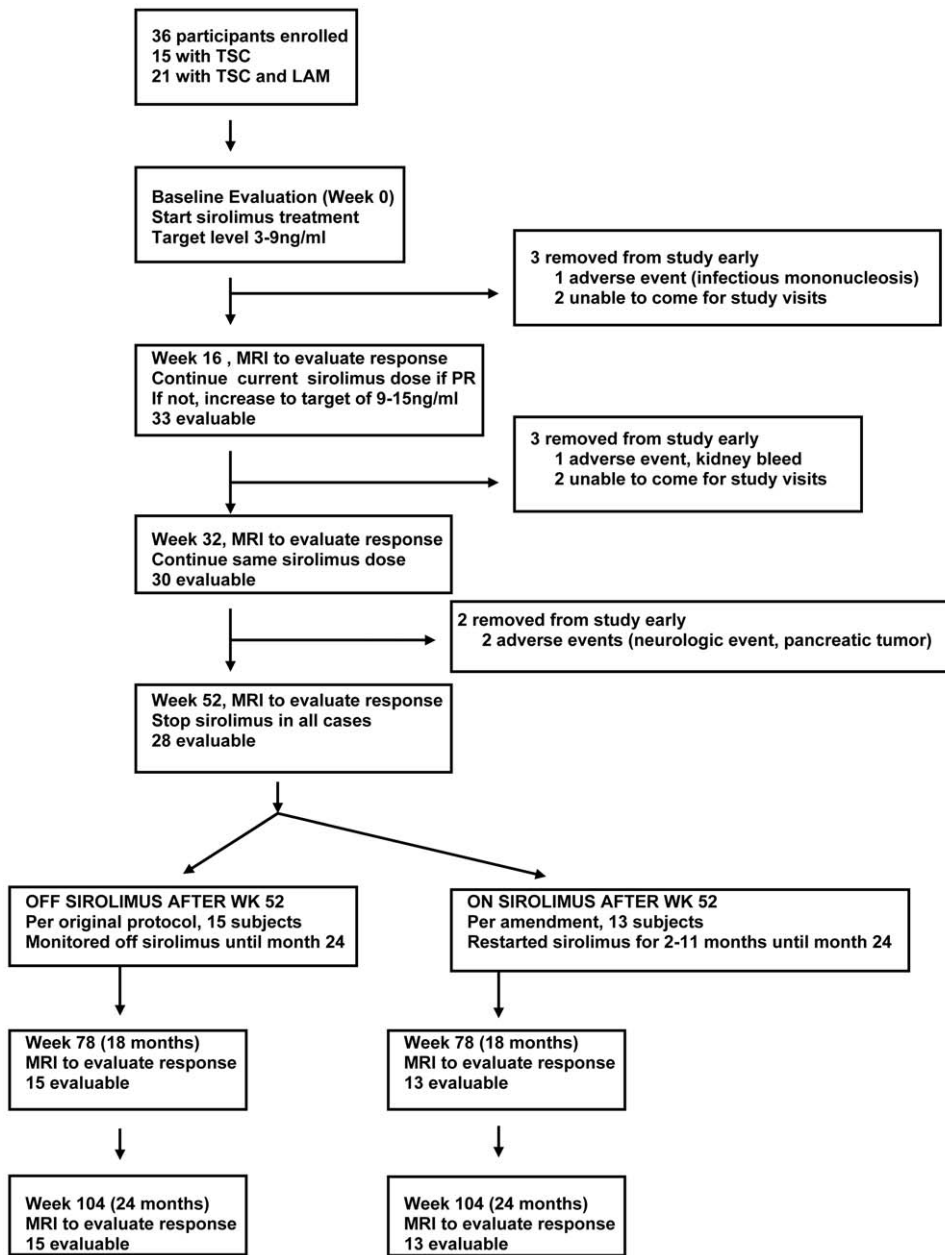 36 participants enrolled
15 with TSC
21 with TSC and LAM
Baseline Evaluation (Week 0)
Start sirolimus treatment
Target level 3-9ng/ml
3 removed from study early
1 adverse event (infectious mononucleosis)
2 unable to come for study visits
Week 16 , MRI to evaluate response
Continue current sirolimus dose if PR
If not, increase to target of 9-15ng/ml
33 evaluable
3 removed from study early
1 adverse event, kidney bleed
2 unable to come for study visits
Week 32, MRI to evaluate response
Continue same sirolimus dose
30 evaluable
2 removed from study early
2 adverse events (neurologic event, pancreatic tumor)
Week 52, MRI to evaluate response
Stop sirolimus in all cases
28 evaluable
OFF SIROLIMUS AFTER WK 52
Per original protocol, 15 subjects
Monitored off sirolimus until month 24
ON SIROLIMUS AFTER WK 52
Per amendment, 13 subjects
Restarted sirolimus for 2-11 months until month 24
Week 78 (18 months)
MRI to evaluate response
15 evaluable
Week 78 (18 months)
MRI to evaluate response
13 evaluable
Week 104 (24 months)
MRI to evaluate response
15 evaluable
Week 104 (24 months)
MRI to evaluate response
13 evaluable